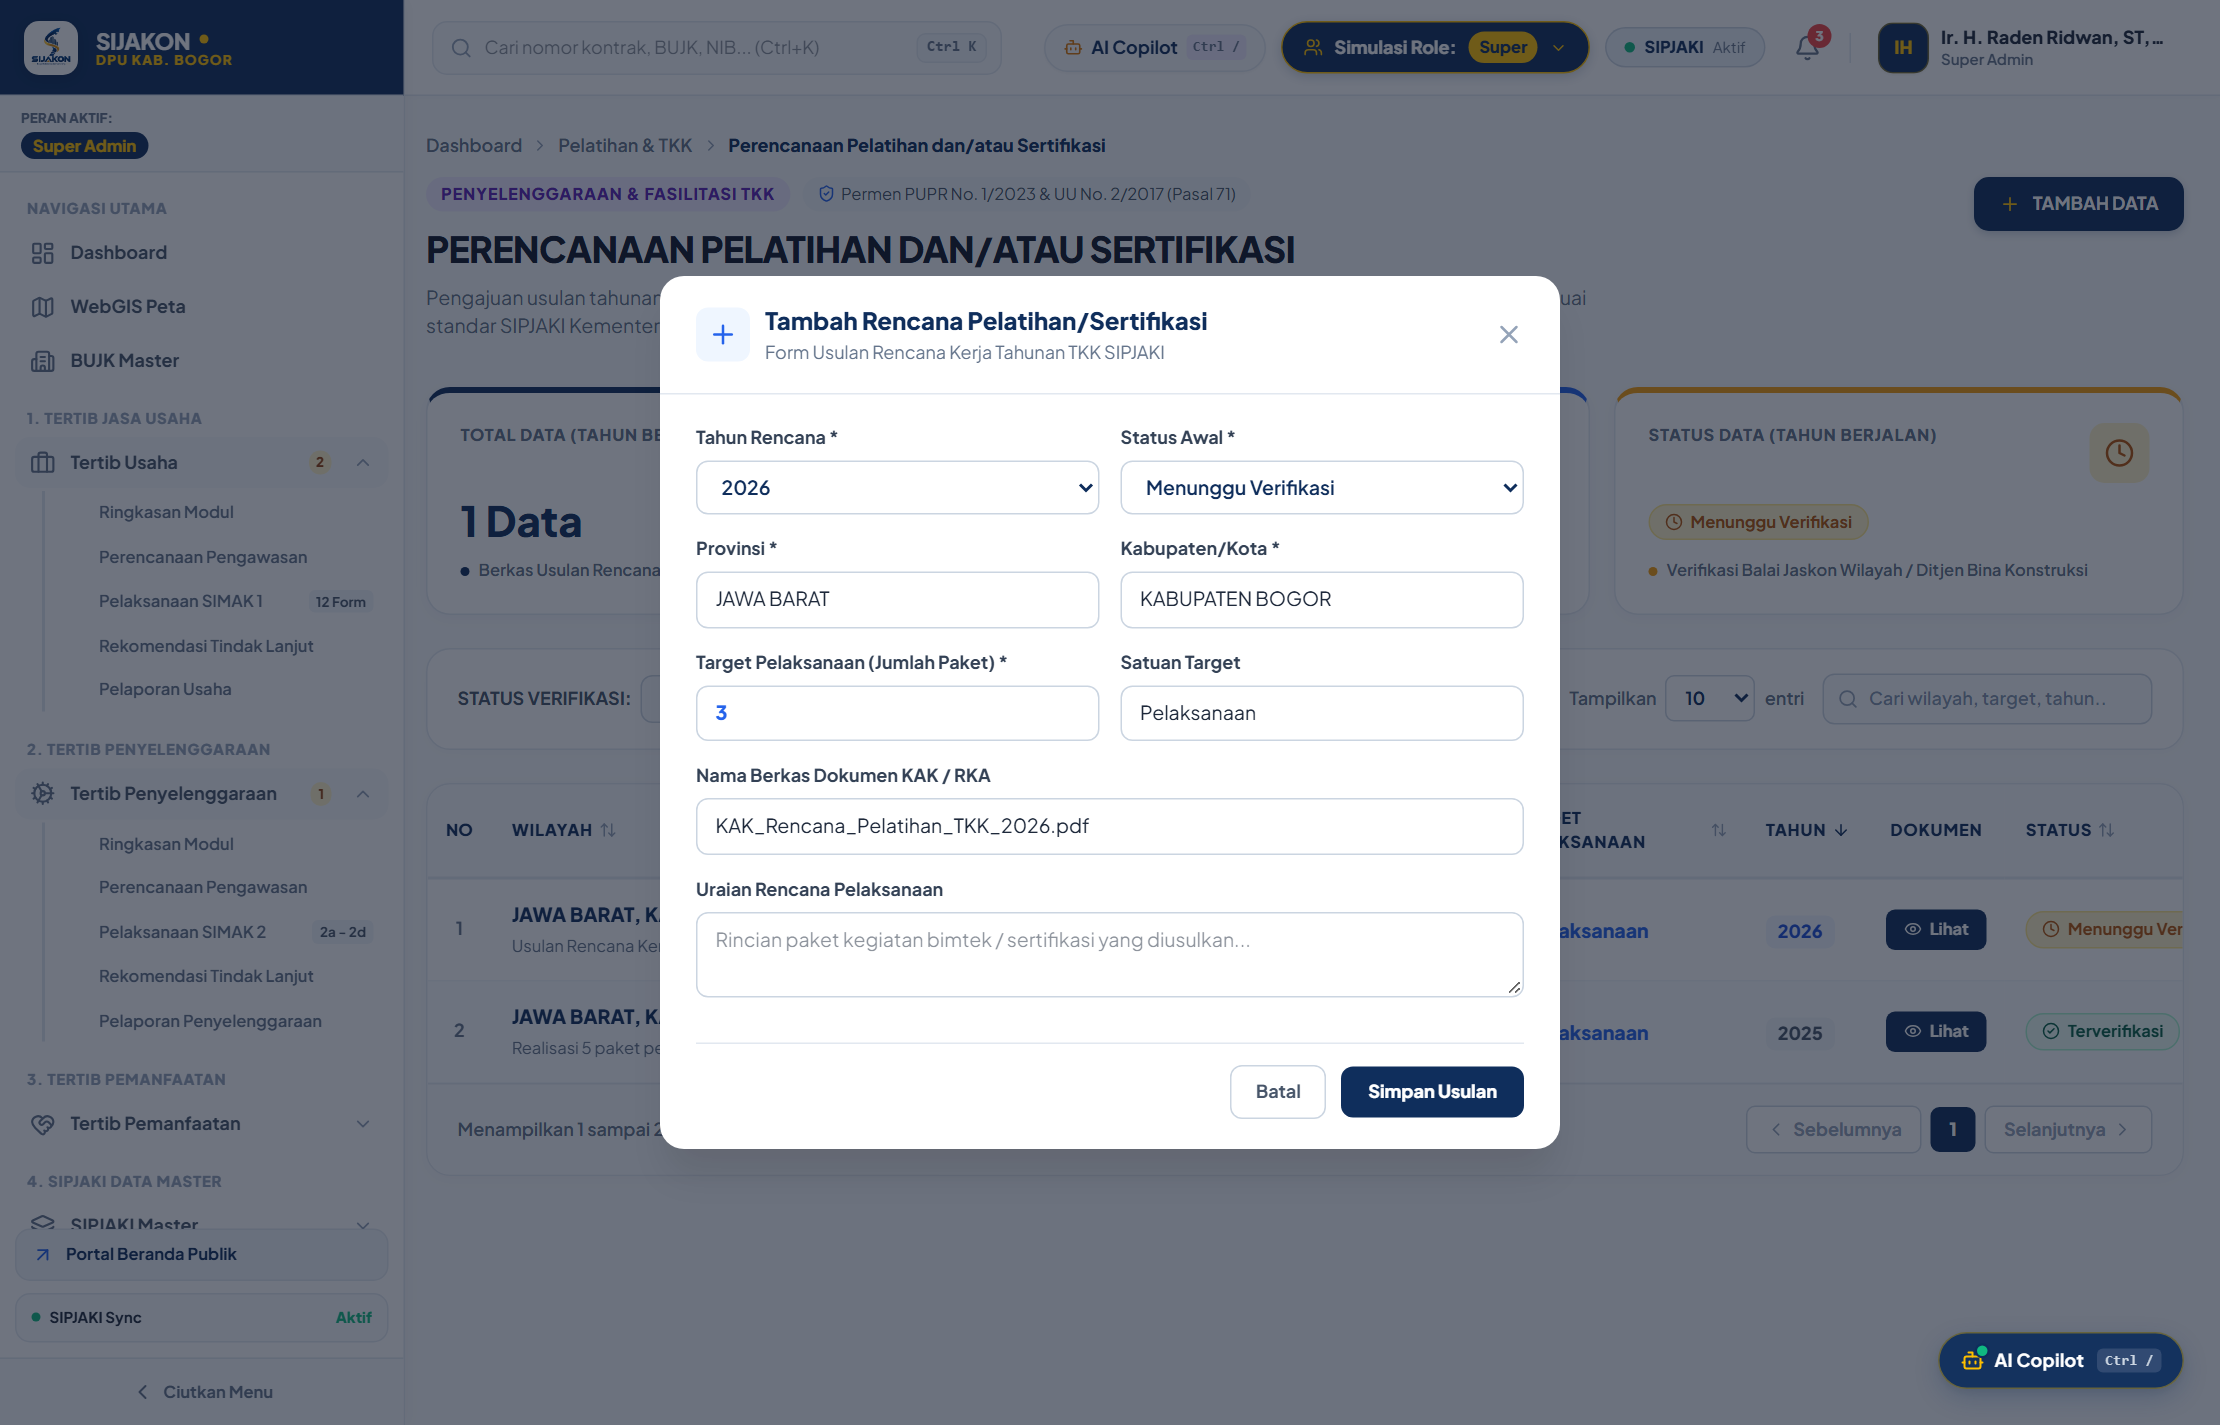 SIJAKON
DPU KAB. BOGOR
SIJAKON
Cari nomor kontrak, BUJK, NIB... (Ctrl+K)
Ctrl K
AI Copilot
Ctrl /
Simulasi Role:
Super
SIPJAKI Aktif
3
IH
Ir. H. Raden Ridwan, ST,...
Super Admin
PERAN AKTIF:
Super Admin
NAVIGASI UTAMA
Dashboard
WebGIS Peta
BUJK Master
1. TERTIB JASA USAHA
Tertib Usaha
2
Ringkasan Modul
Perencanaan Pengawasan
Pelaksanaan SIMAK 1
12 Form
Rekomendasi Tindak Lanjut
Pelaporan Usaha
2. TERTIB PENYELENGGARAAN
Tertib Penyelenggaraan
1
Ringkasan Modul
Perencanaan Pengawasan
Pelaksanaan SIMAK 2
2a - 2d
Rekomendasi Tindak Lanjut
Pelaporan Penyelenggaraan
3. TERTIB PEMANFAATAN
Tertib Pemanfaatan
4. SIPJAKI DATA MASTER
SIPJAKI Master
Portal Beranda Publik
SIPJAKI Sync
Aktif
Ciutkan Menu
Dashboard > Pelatihan & TKK > Perencanaan Pelatihan dan/atau Sertifikasi
PENYELENGGARAAN & FASILITASI TKK
Permen PUPR No. 1/2023 & UU No. 2/2017 (Pasal 71)
TAMBAH DATA
PERENCANAAN PELATIHAN DAN/ATAU SERTIFIKASI
Pengajuan usulan tahunan
uai
standar SIPJAKI Kementer
TOTAL DATA (TAHUN BE
1 Data
Berkas Usulan Rencana
STATUS DATA (TAHUN BERJALAN)
Menunggu Verifikasi
Verifikasi Balai Jaskon Wilayah / Ditjen Bina Konstruksi
STATUS VERIFIKASI:
Tampilkan
10
entri
Cari wilayah, target, tahun..
NO
WILAYAH
ET
KSANAAN
TAHUN
DOKUMEN
STATUS
1
JAWA BARAT, K
Usulan Rencana Ke
aksanaan
2026
Lihat
Menunggu Ver
2
JAWA BARAT, K
Realisasi 5 paket pe
aksanaan
2025
Lihat
Terverifikasi
Menampilkan 1 sampai 2
Sebelumnya
1
Selanjutnya
Tambah Rencana Pelatihan/Sertifikasi
Form Usulan Rencana Kerja Tahunan TKK SIPJAKI
Tahun Rencana *
2026
Status Awal *
Menunggu Verifikasi
Provinsi *
JAWA BARAT
Kabupaten/Kota *
KABUPATEN BOGOR
Target Pelaksanaan (Jumlah Paket) *
3
Satuan Target
Pelaksanaan
Nama Berkas Dokumen KAK / RKA
KAK_Rencana_Pelatihan_TKK_2026.pdf
Uraian Rencana Pelaksanaan
Rincian paket kegiatan bimtek / sertifikasi yang diusulkan...
Batal
Simpan Usulan
AI Copilot
Ctrl /